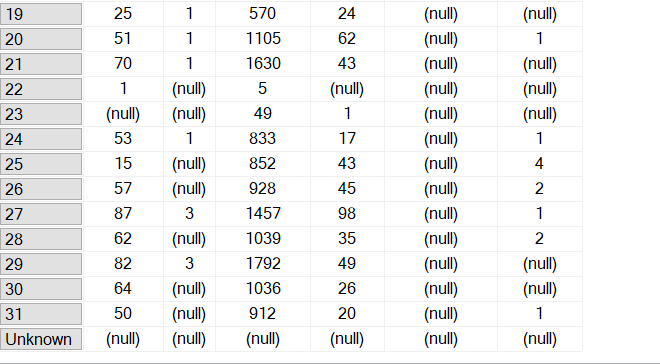 19 25 1 570 24 (null) (null)
20 51 1 1105 62 (null) 1
21 70 1 1630 43 (null) (null)
22 1 (null) 5 (null) (null) (null)
23 (null) (null) 49 1 (null) (null)
24 53 1 833 17 (null) 1
25 15 (null) 852 43 (null) 4
26 57 (null) 928 45 (null) 2
27 87 3 1457 98 (null) 1
28 62 (null) 1039 35 (null) 2
29 82 3 1792 49 (null) (null)
30 64 (null) 1036 26 (null) (null)
31 50 (null) 912 20 (null) 1
Unknown (null) (null) (null) (null) (null) (null)